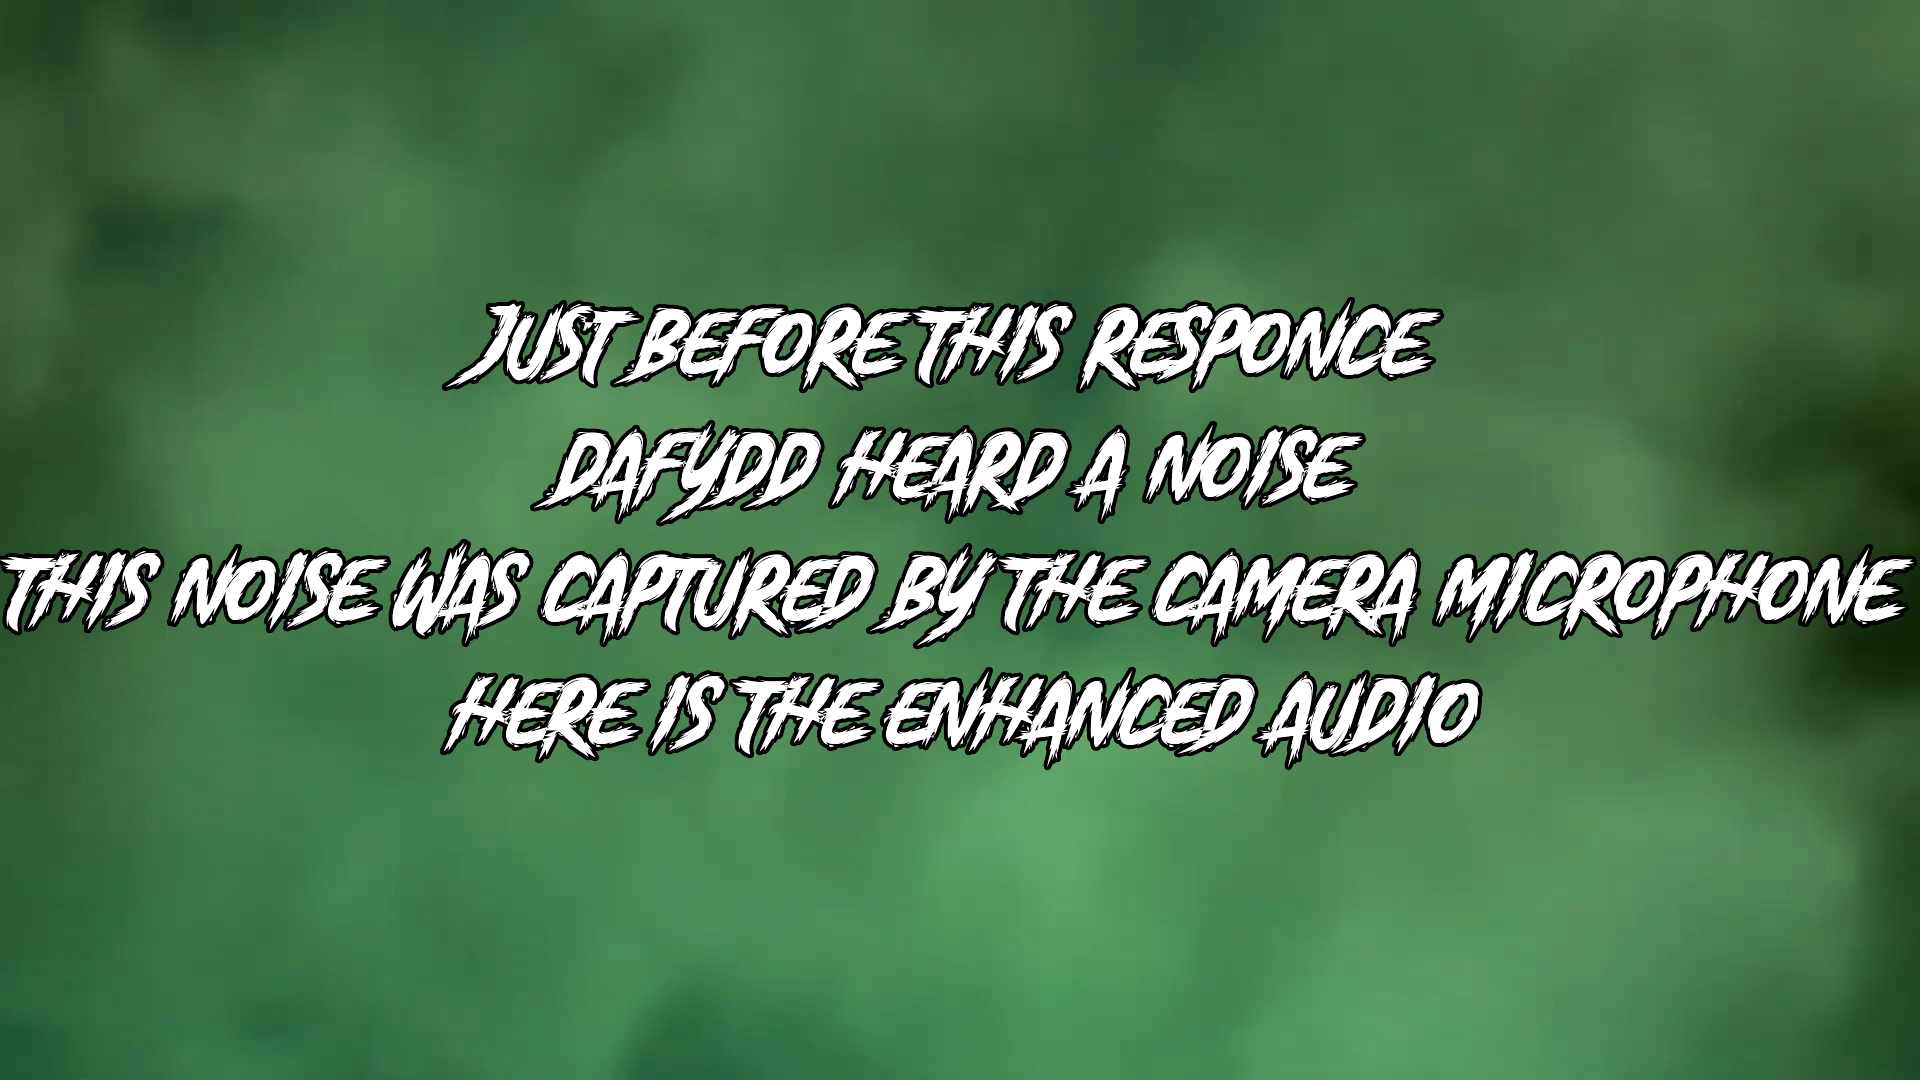 JUST BEFORE THIS RESPONCE
DAFYDD HEARD A NOISE
THIS NOISE WAS CAPTURED BY THE CAMERA MICROPHONE
HERE IS THE ENHANCED AUDIO